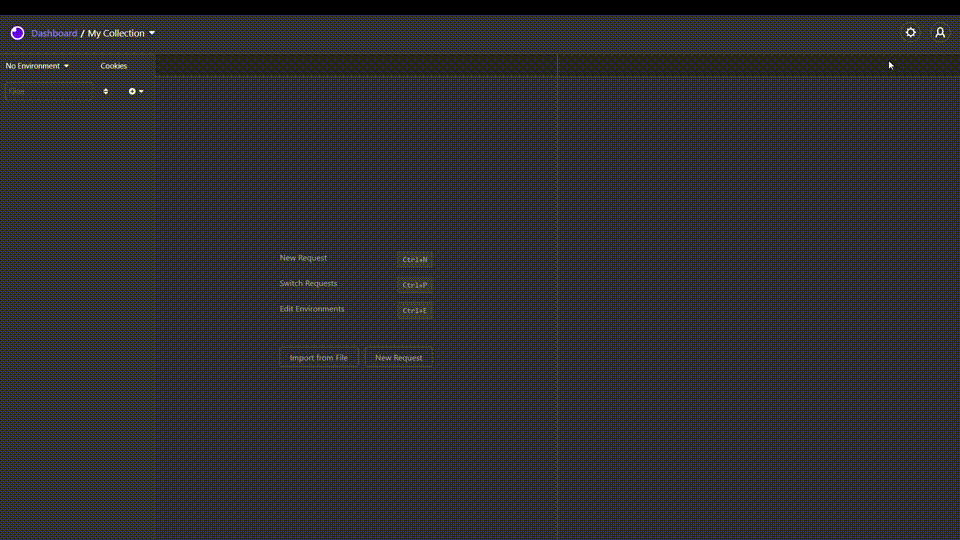 Dashboard / My Collection
No Environment
Cookies
Filter
New Request Ctrl+N
Switch Requests Ctrl+P
Edit Environments Ctrl+E
Import from File
New Request